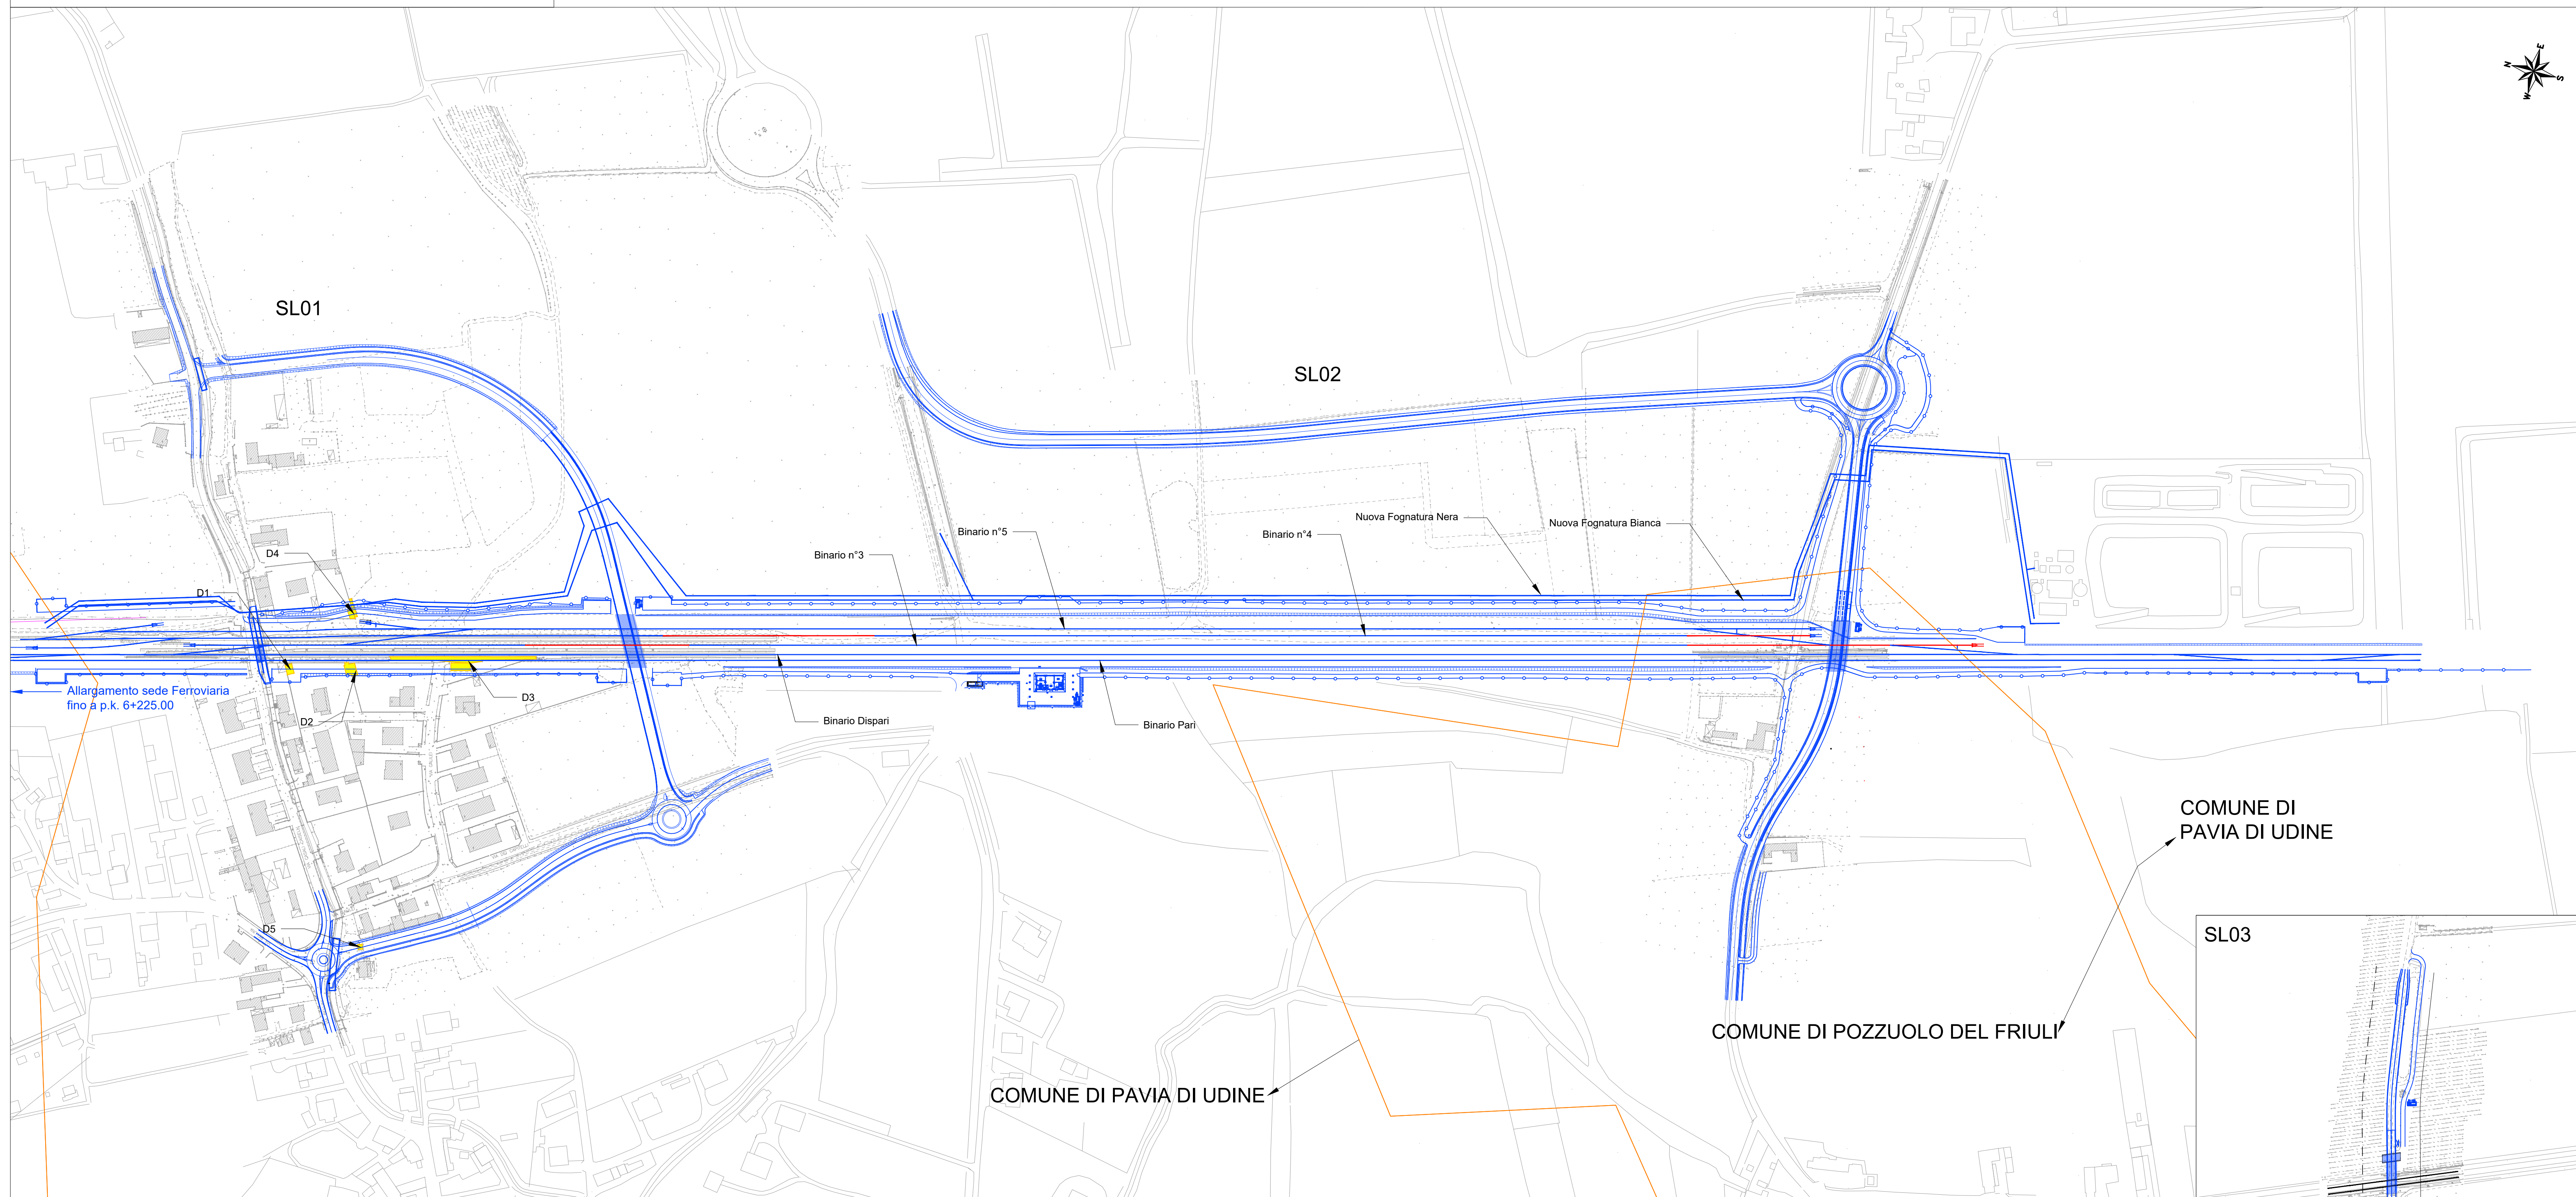 N
E
S
W
SL01
SL02
Nuova Fognatura Nera
Nuova Fognatura Bianca
Binario n°5
Binario n°4
Binario n°3
D4
D1
Allargamento sede Ferroviaria
fino a p.k. 6+225.00
D3
D2
Binario Dispari
Binario Pari
COMUNE DI
PAVIA DI UDINE
D5
SL03
COMUNE DI POZZUOLO DEL FRIULI
COMUNE DI PAVIA DI UDINE